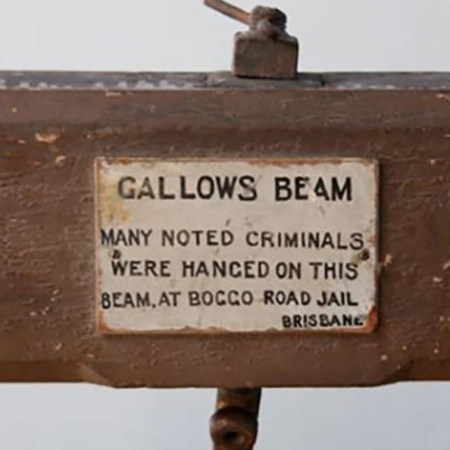 GALLOWS BEAM
MANY NOTED CRIMINALS
WERE HANGED ON THIS
BEAM, AT BOGGO ROAD JAIL
BRISBANE